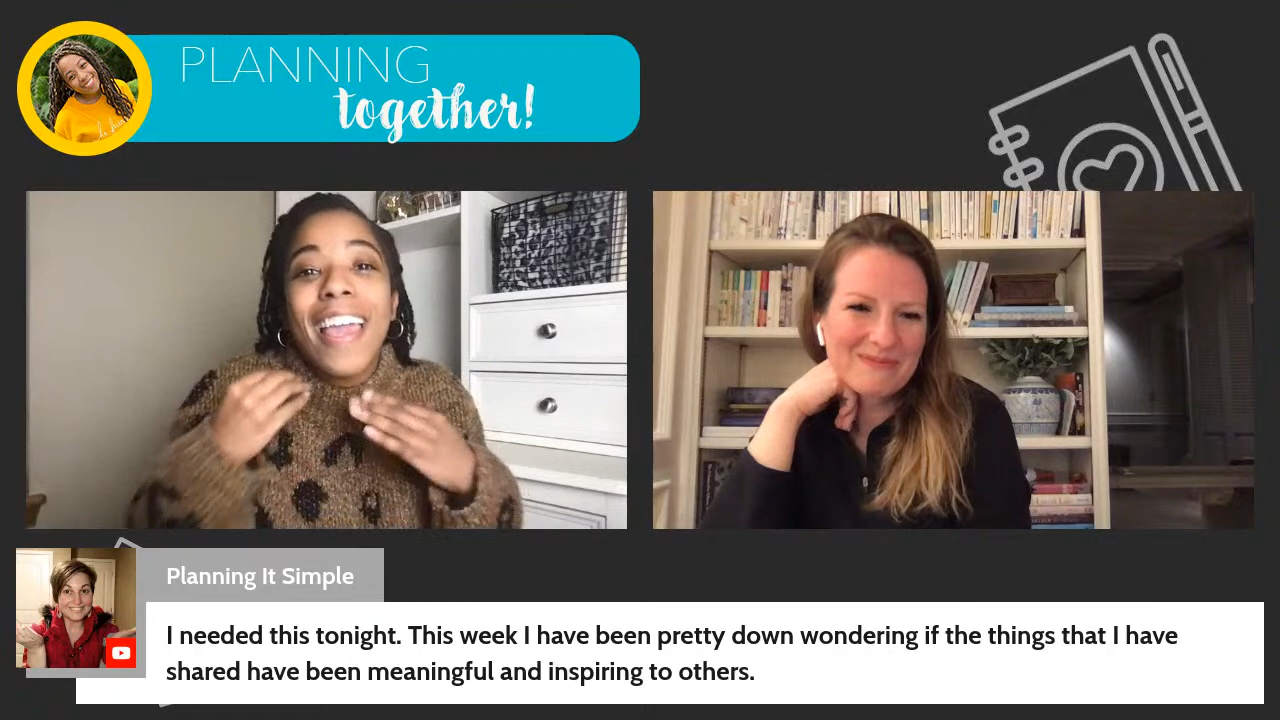 PLANNING
together!
Planning It Simple
I needed this tonight. This week I have been pretty down wondering if the things that I have
shared have been meaningful and inspiring to others.